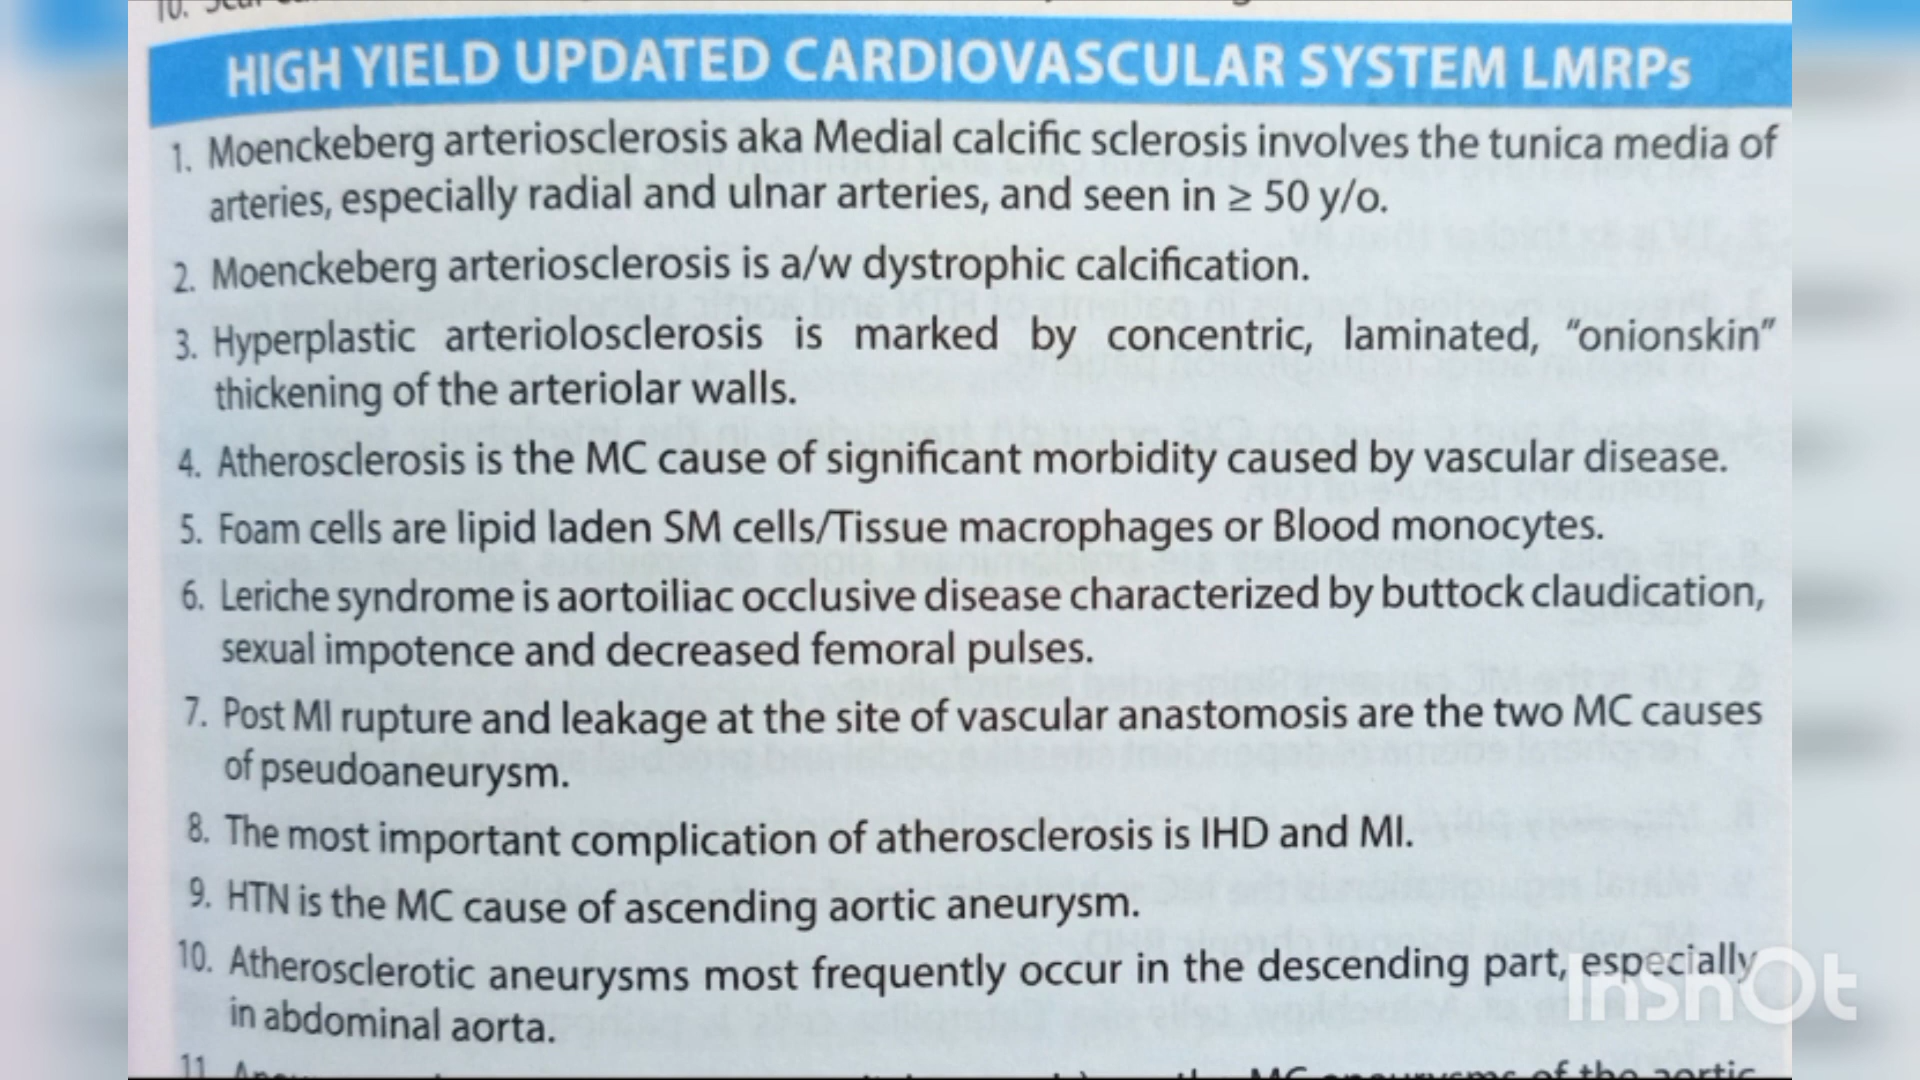 HIGH YIELD UPDATED CARDIOVASCULAR SYSTEM LMRPs
1. Moenckeberg arteriosclerosis aka Medial calcific sclerosis involves the tunica media of
arteries, especially radial and ulnar arteries, and seen in ≥ 50 y/o.
2. Moenckeberg arteriosclerosis is a/w dystrophic calcification.
3. Hyperplastic arteriolosclerosis is marked by concentric, laminated, “onionskin”
thickening of the arteriolar walls.
4. Atherosclerosis is the MC cause of significant morbidity caused by vascular disease.
5. Foam cells are lipid laden SM cells/Tissue macrophages or Blood monocytes.
6. Leriche syndrome is aortoiliac occlusive disease characterized by buttock claudication,
sexual impotence and decreased femoral pulses.
7. Post MI rupture and leakage at the site of vascular anastomosis are the two MC causes
of pseudoaneurysm.
8. The most important complication of atherosclerosis is IHD and MI.
9. HTN is the MC cause of ascending aortic aneurysm.
10. Atherosclerotic aneurysms most frequently occur in the descending part, especially
in abdominal aorta.
InShOt